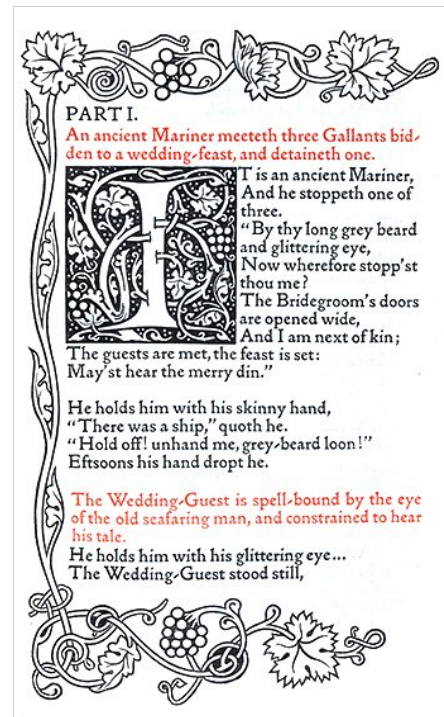 PART I.
An ancient Mariner meeteth three Gallants bid-
den to a wedding-feast, and detaineth one.
IT is an ancient Mariner,
And he stoppeth one of
three.
“By thy long grey beard
and glittering eye,
Now wherefore stopp'st
thou me?
The Bridegroom's doors
are opened wide,
And I am next of kin;
The guests are met, the feast is set:
May'st hear the merry din.”
He holds him with his skinny hand,
“There was a ship,” quoth he.
“Hold off! unhand me, grey-beard loon!”
Eftsoons his hand dropt he.
The Wedding-Guest is spell-bound by the eye
of the old seafaring man, and constrained to hear
his tale.
He holds him with his glittering eye...
The Wedding-Guest stood still,